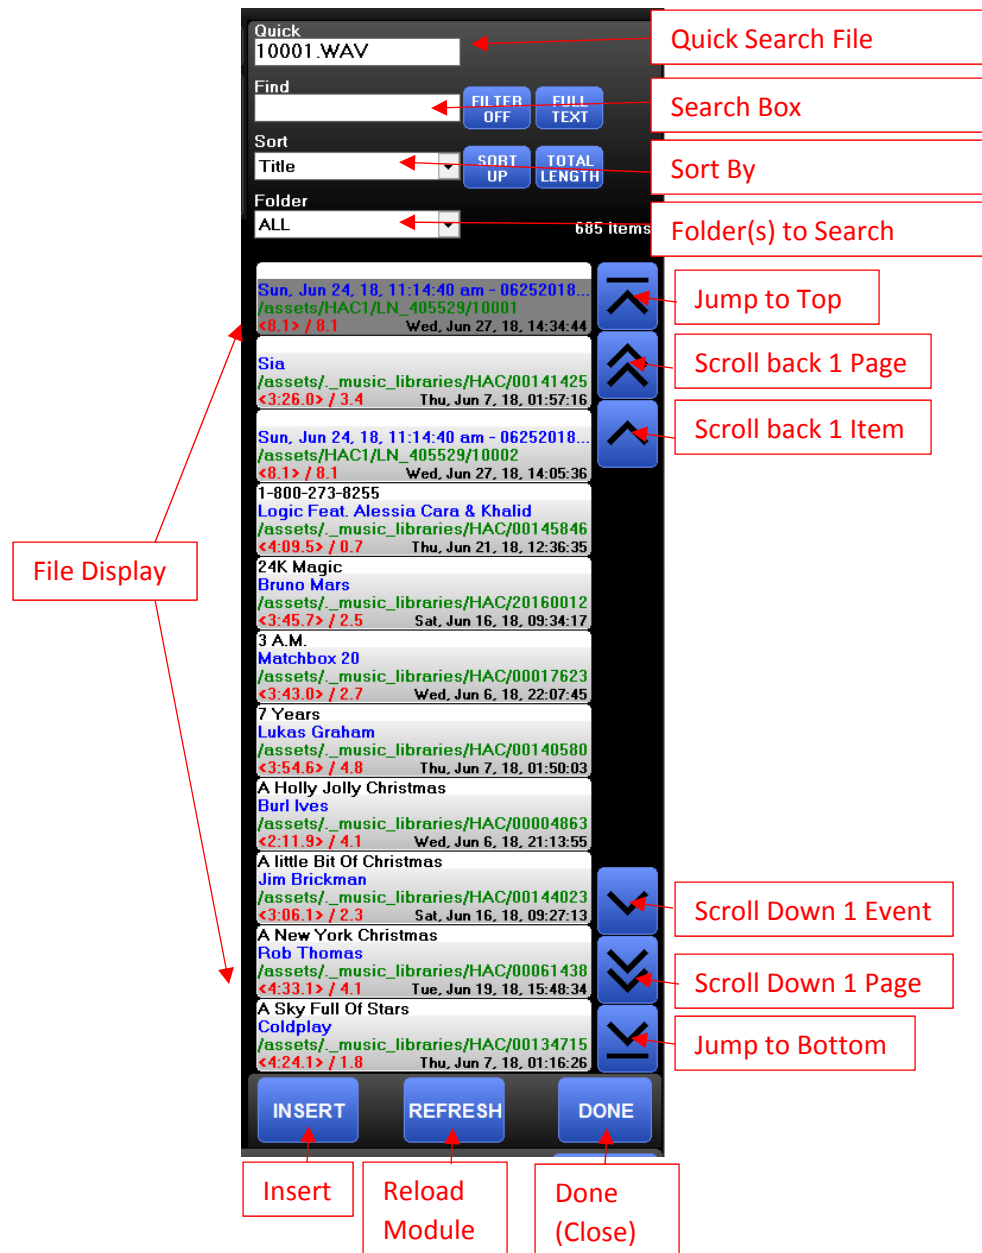 Quick
10001.WAV
Quick Search File
Find
FILTER OFF
FULL TEXT
Search Box
Sort
Title
SORT UP
TOTAL LENGTH
Sort By
Folder
ALL
685 items
Folder(s) to Search
Sun, Jun 24, 18, 11:14:40 am - 06252018...
/assets/HAC1/LN_405529/10001
<8.1> / 8.1 Wed, Jun 27, 18, 14:34:44
Jump to Top
Sia
/assets/._music_libraries/HAC/00141425
<3:26.0> / 3.4 Thu, Jun 7, 18, 01:57:16
Scroll back 1 Page
Sun, Jun 24, 18, 11:14:40 am - 06252018...
/assets/HAC1/LN_405529/10002
<8.1> / 8.1 Wed, Jun 27, 18, 14:05:36
Scroll back 1 Item
1-800-273-8255
Logic Feat. Alessia Cara & Khalid
/assets/._music_libraries/HAC/00145846
<4:09.5> / 0.7 Thu, Jun 21, 18, 12:36:35
File Display
24K Magic
Bruno Mars
/assets/._music_libraries/HAC/20160012
<3:45.7> / 2.5 Sat, Jun 16, 18, 09:34:17
3 A.M.
Matchbox 20
/assets/._music_libraries/HAC/00017623
<3:43.0> / 2.7 Wed, Jun 6, 18, 22:07:45
7 Years
Lukas Graham
/assets/._music_libraries/HAC/00140580
<3:54.6> / 4.8 Thu, Jun 7, 18, 01:50:03
A Holly Jolly Christmas
Burl Ives
/assets/._music_libraries/HAC/00004863
<2:11.9> / 4.1 Wed, Jun 6, 18, 21:13:55
A little Bit Of Christmas
Jim Brickman
/assets/._music_libraries/HAC/00144023
<3:06.1> / 2.3 Sat, Jun 16, 18, 09:27:13
Scroll Down 1 Event
A New York Christmas
Rob Thomas
/assets/._music_libraries/HAC/00061438
<4:33.1> / 4.1 Tue, Jun 19, 18, 15:48:34
Scroll Down 1 Page
A Sky Full Of Stars
Coldplay
/assets/._music_libraries/HAC/00134715
<4:24.1> / 1.8 Thu, Jun 7, 18, 01:16:26
Jump to Bottom
INSERT
REFRESH
DONE
Insert
Reload
Module
Done
(Close)